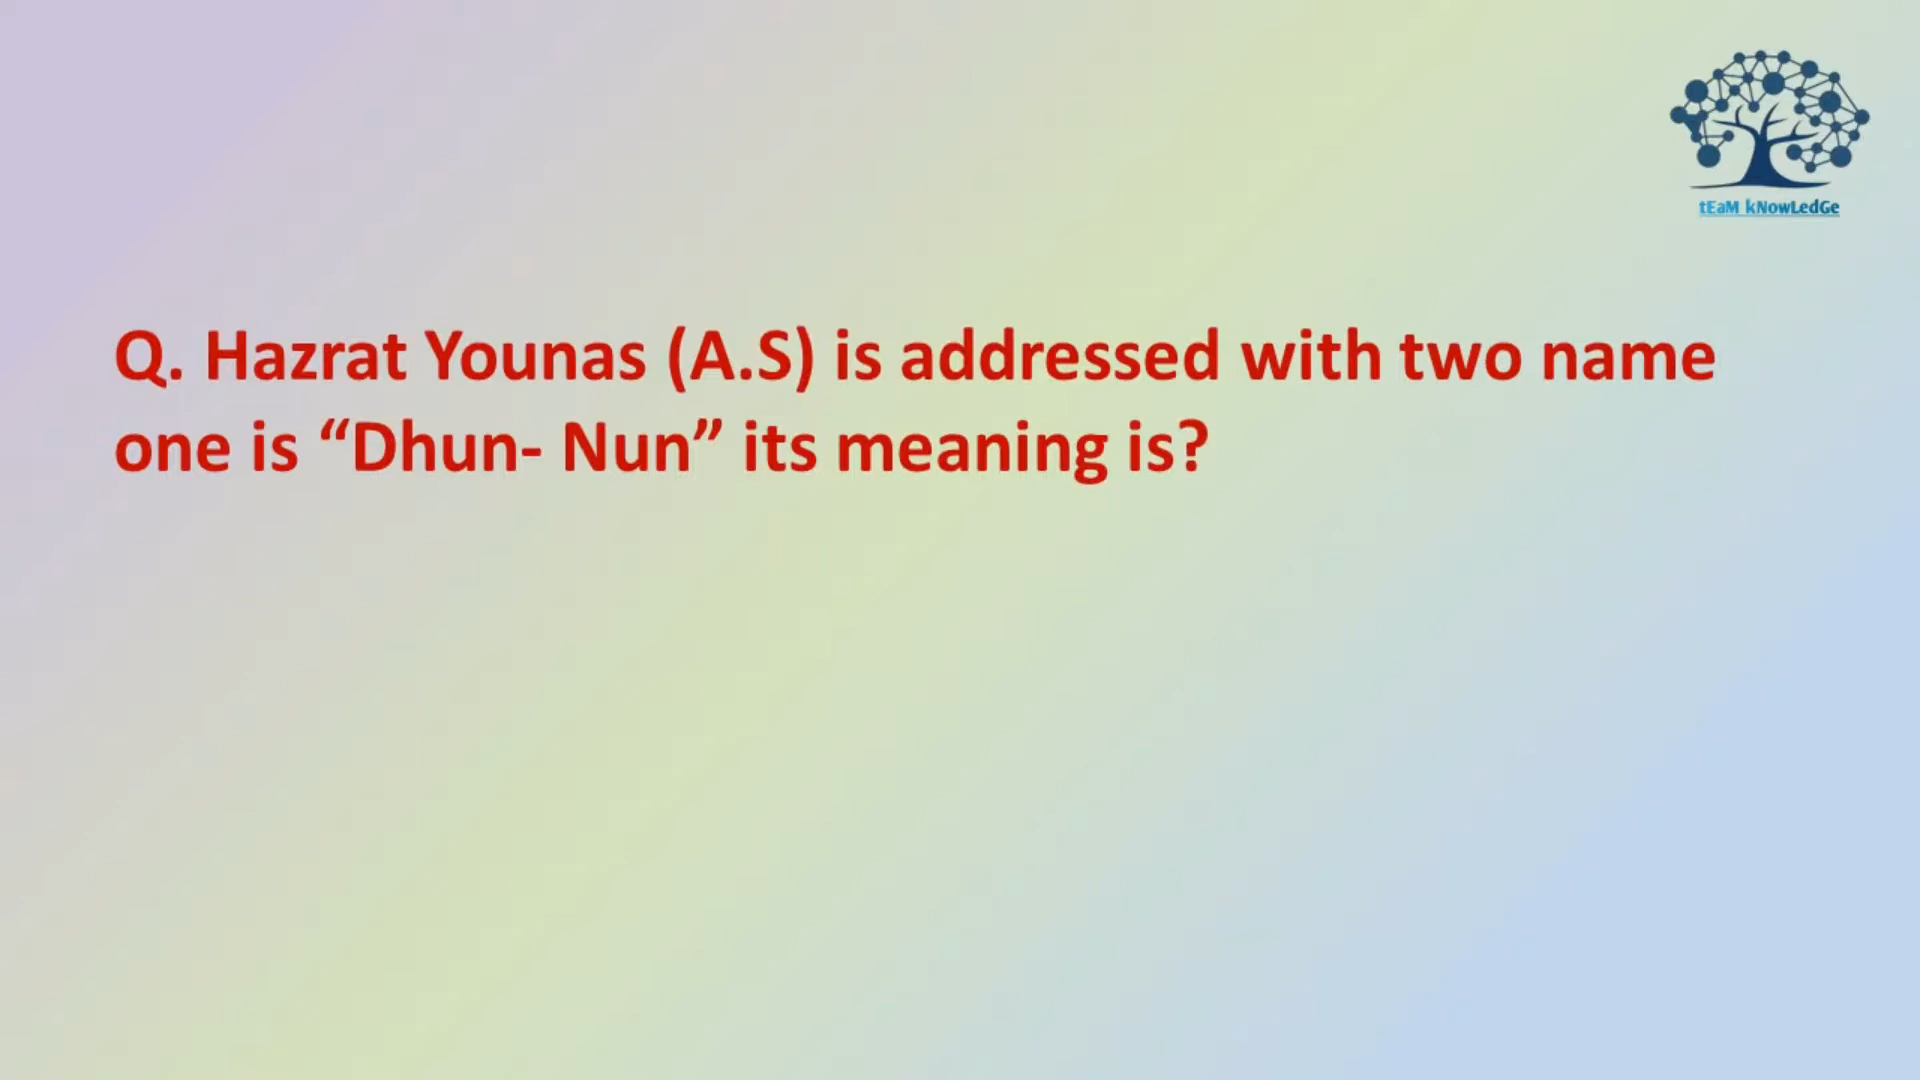 tEaM kNowLedGe
Q. Hazrat Younas (A.S) is addressed with two name
one is “Dhun- Nun” its meaning is?